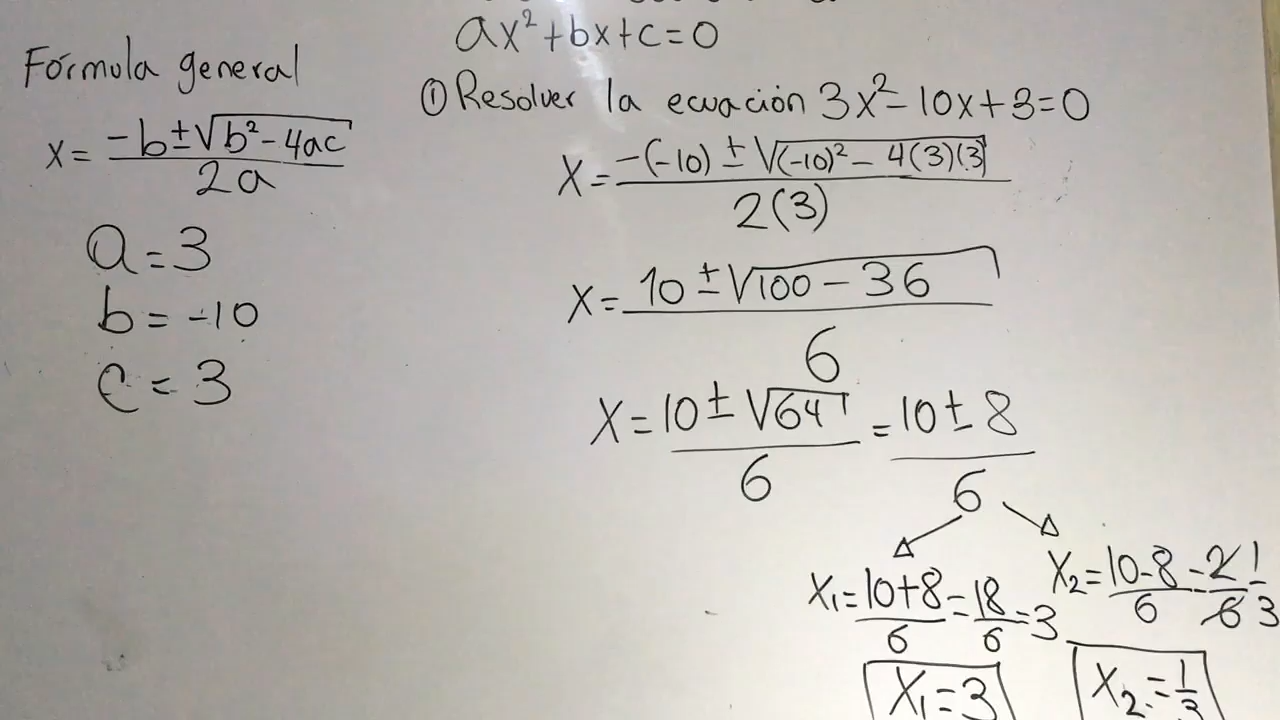 ax²+bx+c=0
Fórmula general
x = (-b±√(b²-4ac))/(2a)
a=3
b=-10
c=3
① Resolver la ecuación 3x²-10x+3=0
x = (-(-10)±√((-10)²-4(3)(3)))/(2(3))
x = (10±√(100-36))/6
x = (10±√64)/6 = (10±8)/6
x₁=(10+8)/6=18/6=3
x₂=(10-8)/6=2/6 1/3
x₁=3
x₂=1/3